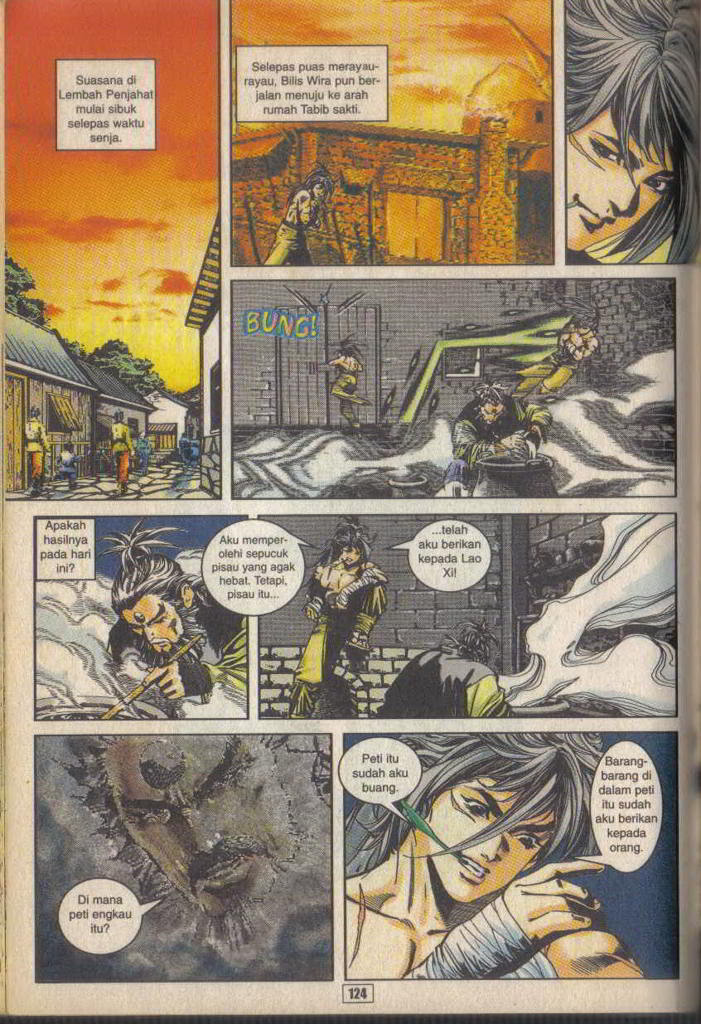 Suasana di
Lembah Penjahat
mulai sibuk
selepas waktu
senja.
Selepas puas merayau-
rayau, Bilis Wira pun ber-
jalan menuju ke arah
rumah Tabib sakti.
BUNG!
Apakah
hasilnya
pada hari
ini?
Aku memper-
olehi sepucuk
pisau yang agak
hebat. Tetapi,
pisau itu...
...telah
aku berikan
kepada Lao
Xi!
Di mana
peti engkau
itu?
Peti itu
sudah aku
buang.
Barang-
barang di
dalam peti
itu sudah
aku berikan
kepada
orang.
124